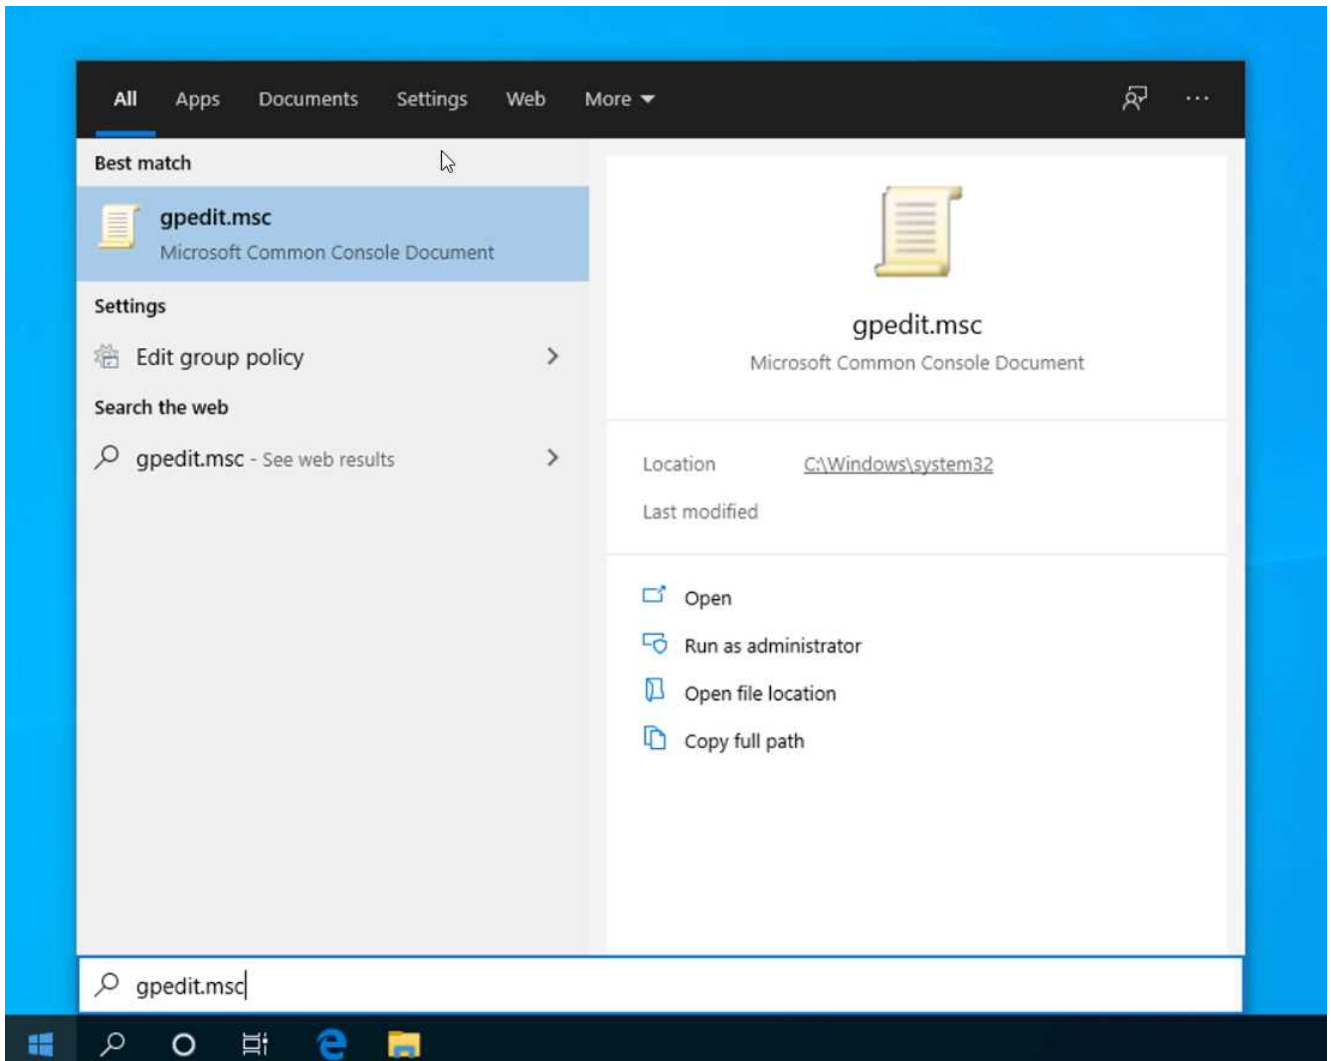 All Apps Documents Settings Web More
Best match
gpedit.msc
Microsoft Common Console Document
Settings
Edit group policy
Search the web
gpedit.msc - See web results
gpedit.msc
Microsoft Common Console Document
Location C:\Windows\system32
Last modified
Open
Run as administrator
Open file location
Copy full path
gpedit.msc